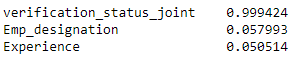 verification_status_joint    0.999424
Emp_designation              0.057993
Experience                   0.050514